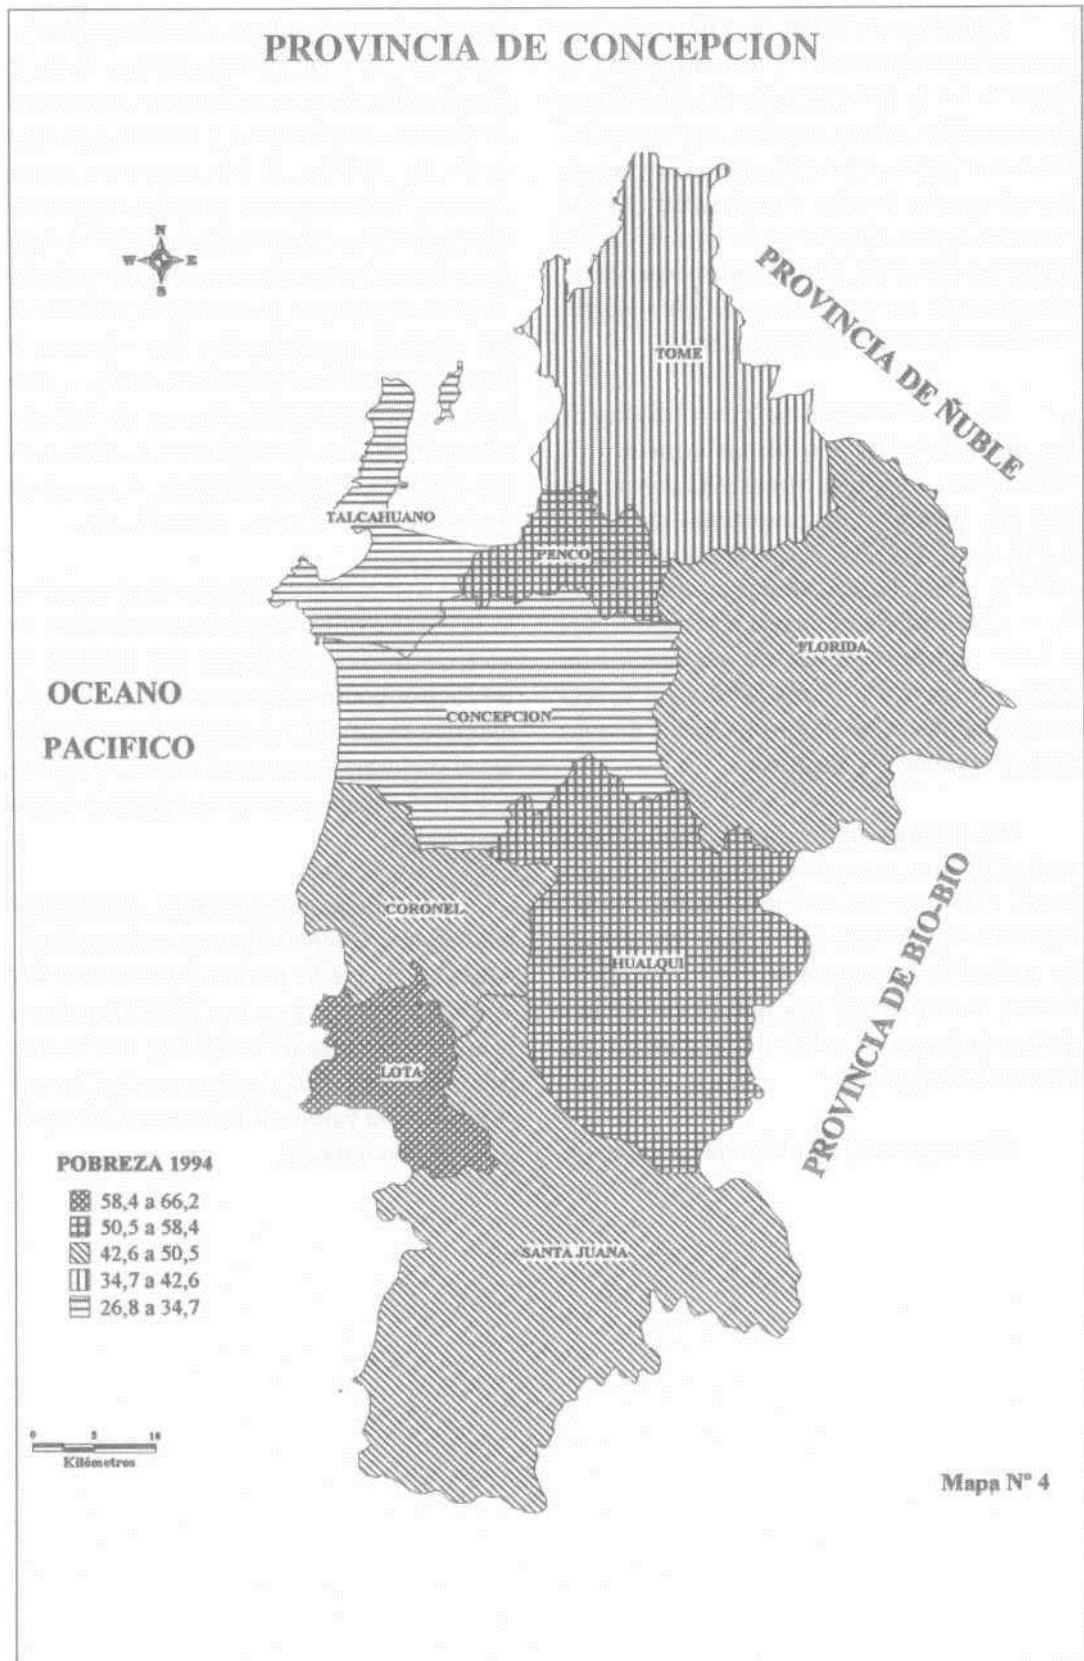 PROVINCIA DE CONCEPCION
N
W E
S
PROVINCIA DE ÑUBLE
TOME
TALCAHUANO
PENCO
FLORIDA
OCEANO
PACIFICO
CONCEPCION
CORONEL
HUALQUI
PROVINCIA DE BIO-BIO
LOTA
POBREZA 1994
58,4 a 66,2
50,5 a 58,4
42,6 a 50,5
34,7 a 42,6
26,8 a 34,7
SANTA JUANA
0 5 10
Kilómetros
Mapa Nº 4